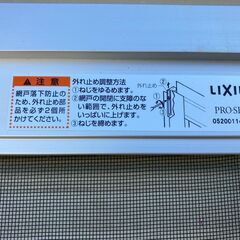 ⚠ 注意
網戸落下防止のため、外れ止め部品を必ず2個所かけてください。
外れ止め調整方法
①ねじをゆるめます。
②網戸の開閉に支障のない範囲で、外れ止めをいっぱいに上げます。
③ねじを締めます。
外れ止め
LIXI
PRO-SE
0520011